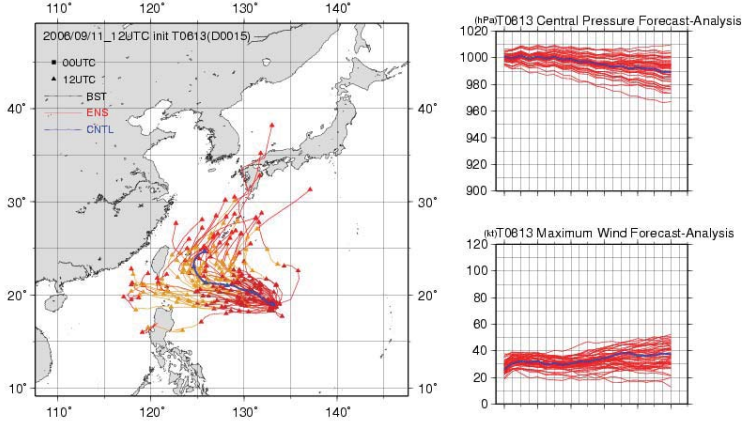 110° 120° 130° 140°
2006/09/11_12UTC init T0613(D0015)
00UTC
12UTC
BST
ENS
CNTL
40° 40°
30° 30°
20° 20°
10° 10°
110° 120° 130° 140°
(hPa) T0613 Central Pressure Forecast-Analysis
1020
1000
980
960
940
920
900
(kt) T0613 Maximum Wind Forecast-Analysis
120
100
80
60
40
20
0